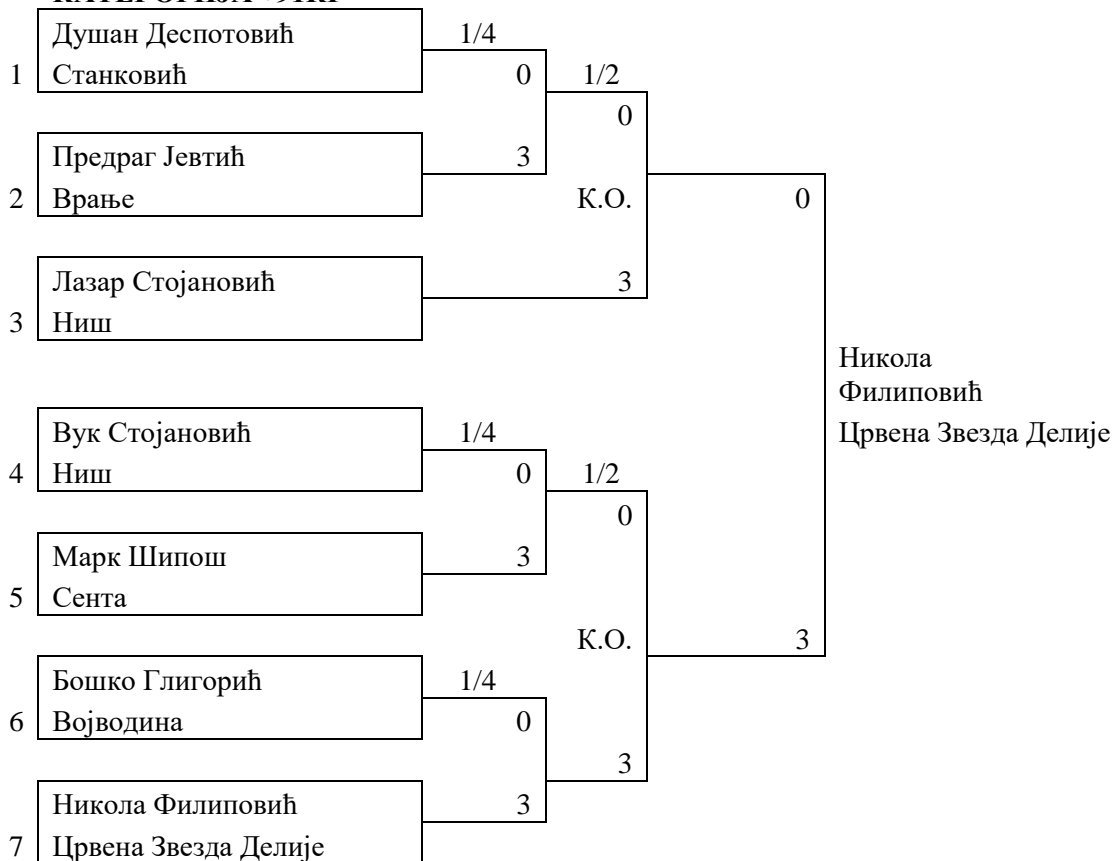 Душан Деспотовић
1/4
1
Станковић
0
1/2
0
Предраг Јевтић
3
2
Врање
К.О.
0
Лазар Стојановић
3
3
Ниш
Никола
Филиповић
Вук Стојановић
1/4
Црвена Звезда Делије
4
Ниш
0
1/2
0
Марк Шипош
3
5
Сента
К.О.
3
Бошко Глигорић
1/4
6
Војводина
0
3
Никола Филиповић
3
7
Црвена Звезда Делије